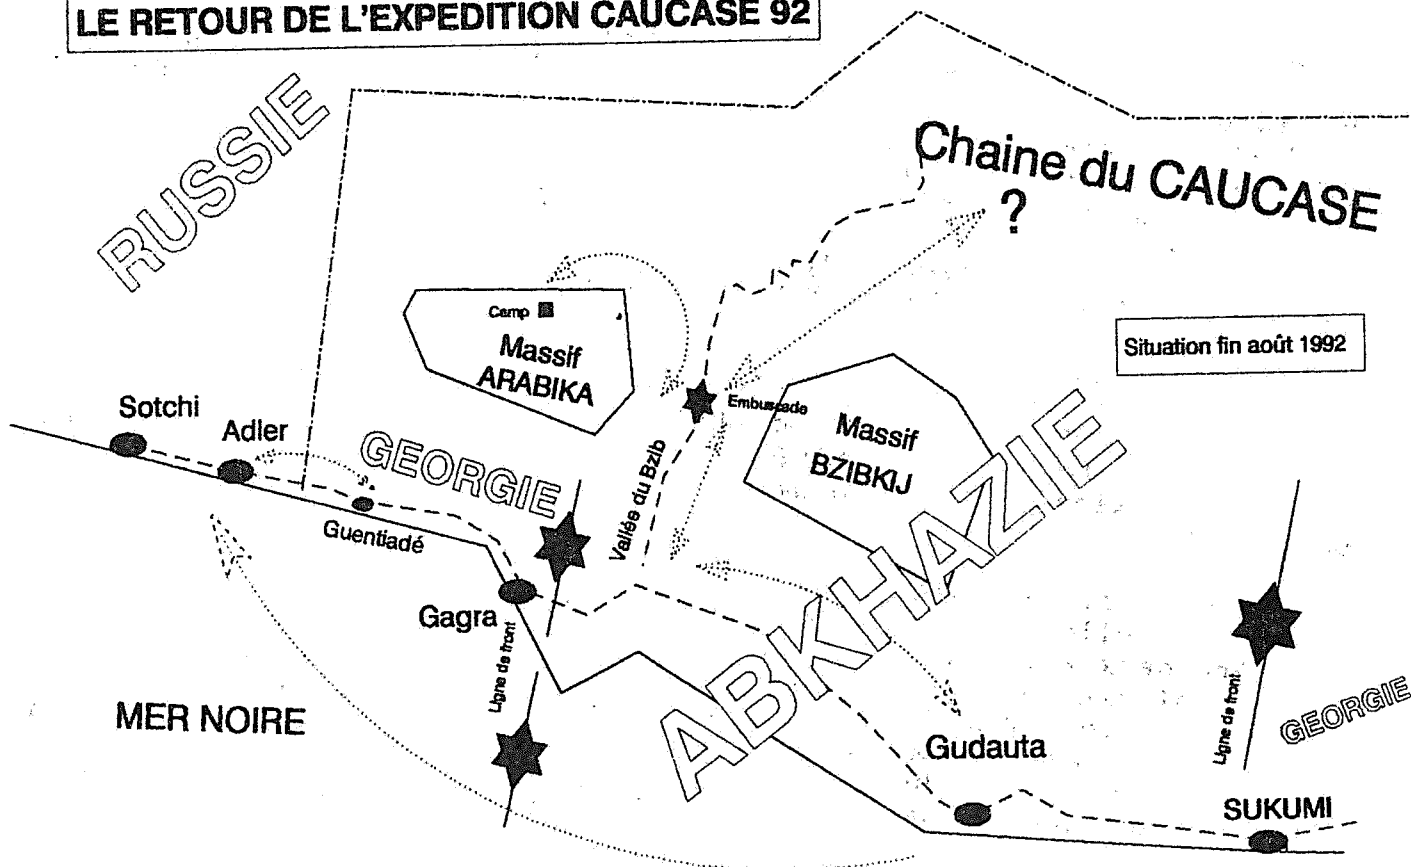 LE RETOUR DE L'EXPEDITION CAUCASE 92
RUSSIE
Chaine du CAUCASE
?
Camp
Massif
ARABIKA
Situation fin août 1992
Embuscade
Sotchi
Adler
GEORGIE
Massif
BZIBKIJ
Vallée du Bzib
Guentiadé
Gagra
Ligne de front
ABKHAZIE
MER NOIRE
Ligne de front
GEORGIE
Gudauta
SUKUMI